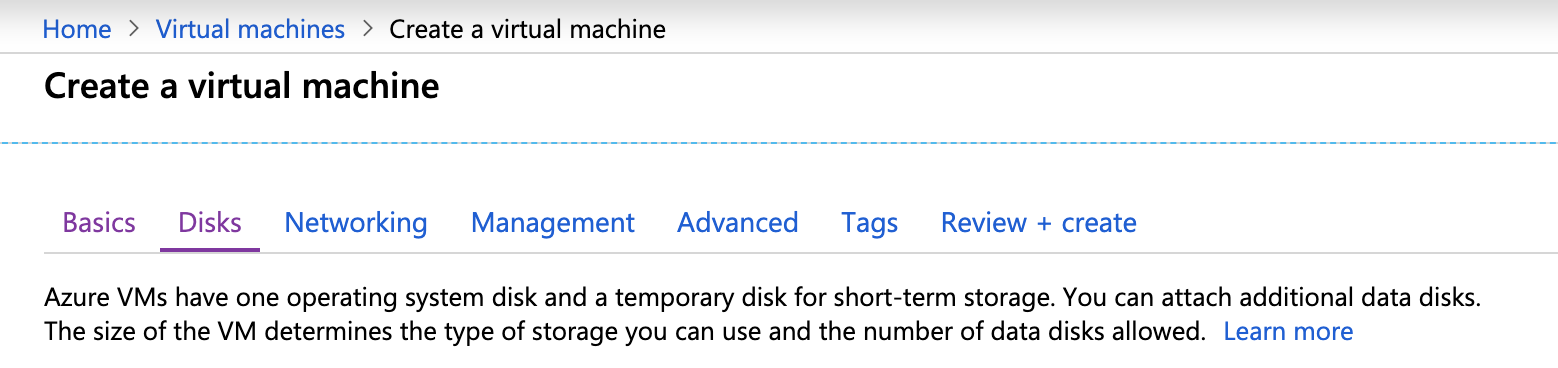 Home > Virtual machines > Create a virtual machine
Create a virtual machine
Basics Disks Networking Management Advanced Tags Review + create
Azure VMs have one operating system disk and a temporary disk for short-term storage. You can attach additional data disks.
The size of the VM determines the type of storage you can use and the number of data disks allowed. Learn more